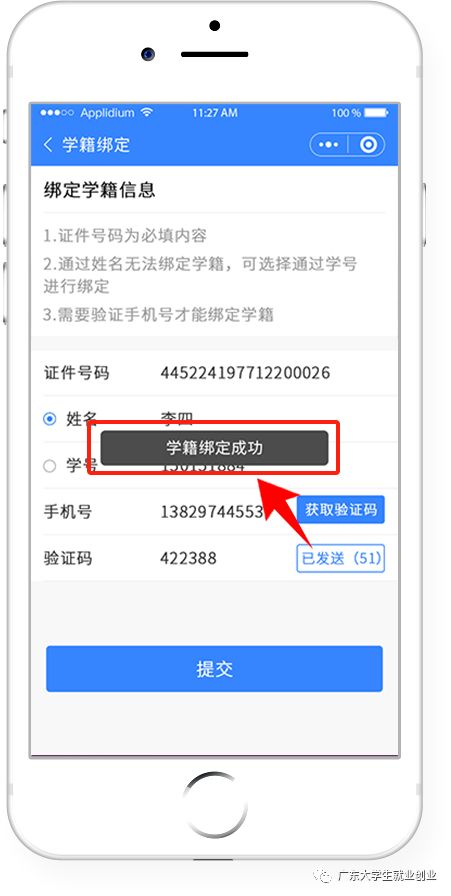 Applidium 11:27 AM 100 %
学籍绑定
绑定学籍信息
1.证件号码为必填内容
2.通过姓名无法绑定学籍，可选择通过学号
进行绑定
3.需要验证手机号才能绑定学籍
证件号码 445224197712200026
姓名 李四
学籍绑定成功
学号 150151884
手机号 13829744553 获取验证码
验证码 422388 已发送（51）
提交
广东大学生就业创业